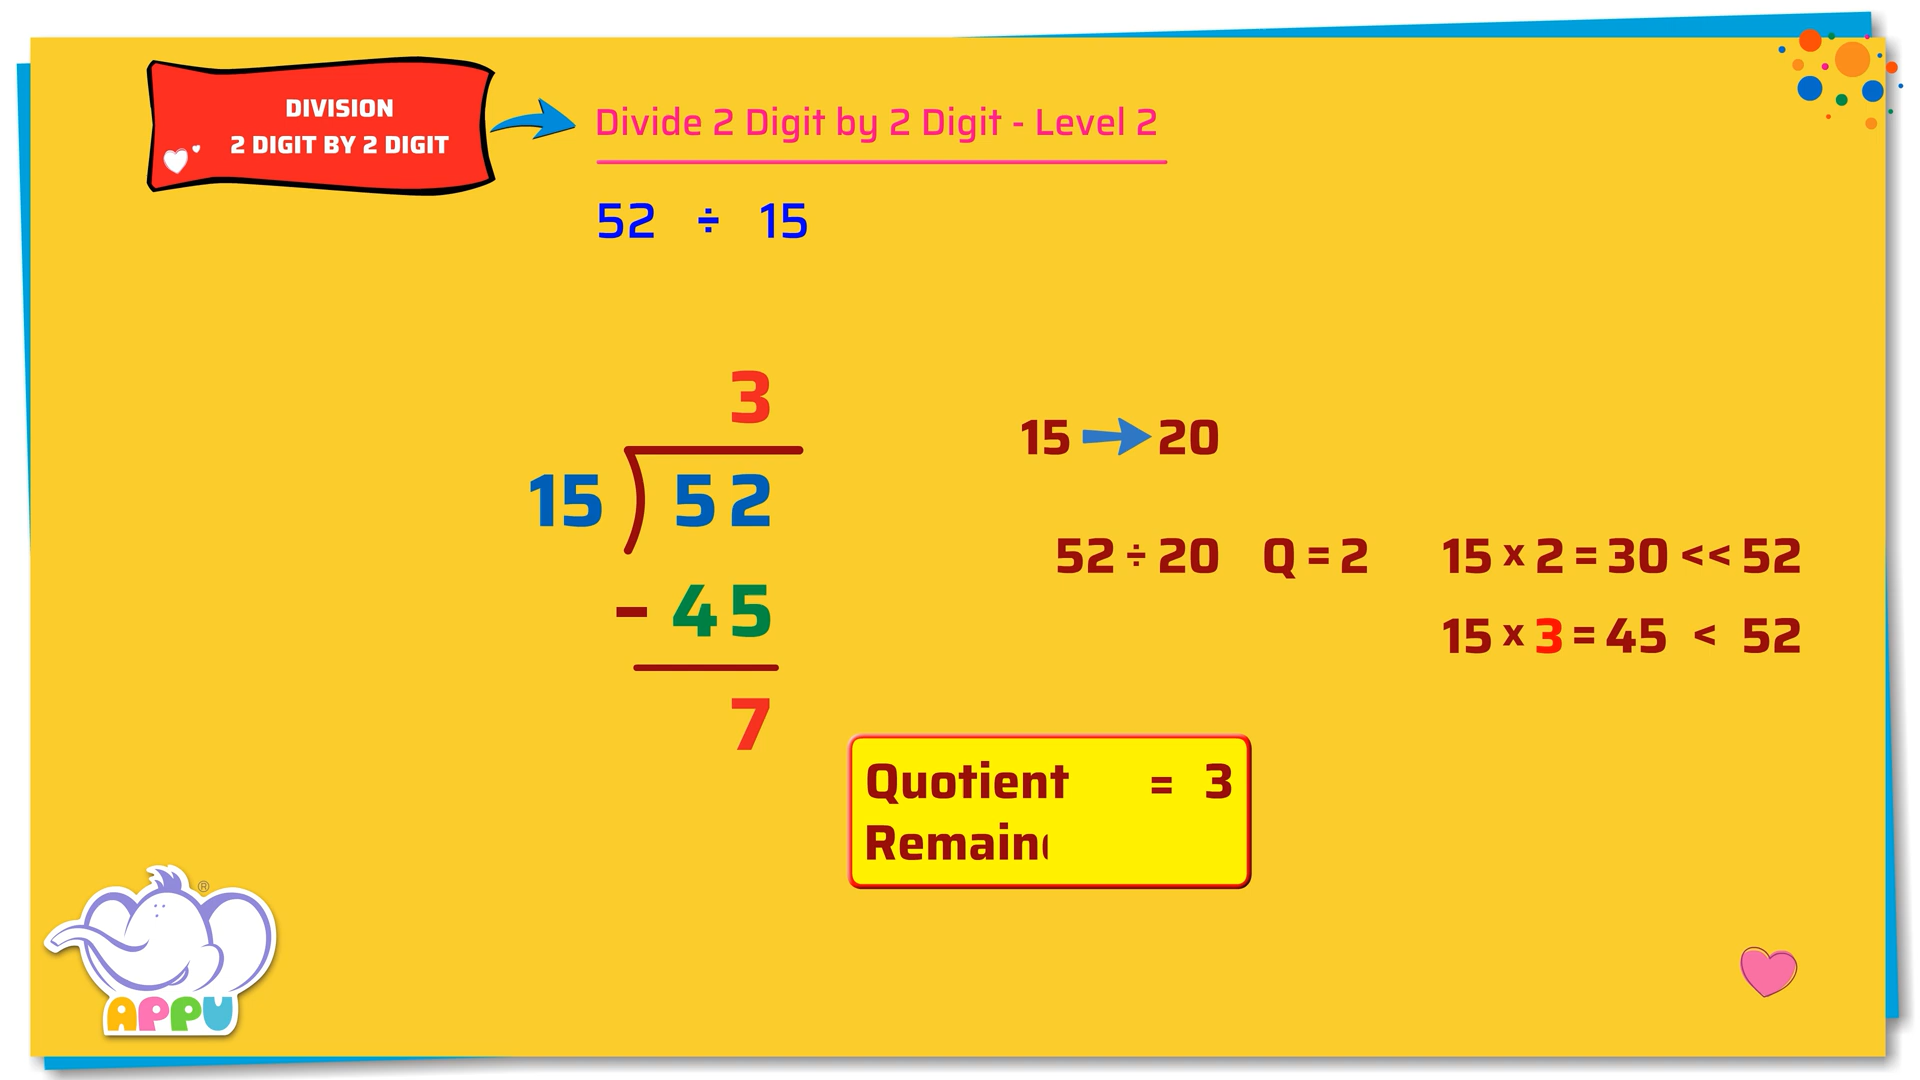 DIVISION
2 DIGIT BY 2 DIGIT
Divide 2 Digit by 2 Digit - Level 2
52 ÷ 15
3
15 ) 52
- 45
7
15 → 20
52 ÷ 20 Q = 2 15 x 2 = 30 << 52
15 x 3 = 45 < 52
Quotient = 3
Remain
®
APPU